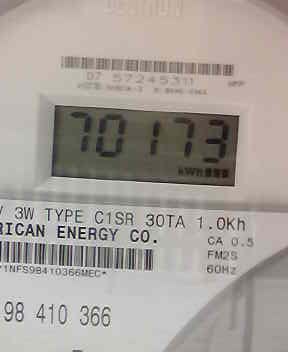 07 57245311
70173
kWh
V 3W TYPE C1SR 30TA 1.0Kh
RICAN ENERGY CO.
CA 0.5
FM2S
*1NFS98410366MEC*
60Hz
98 410 366